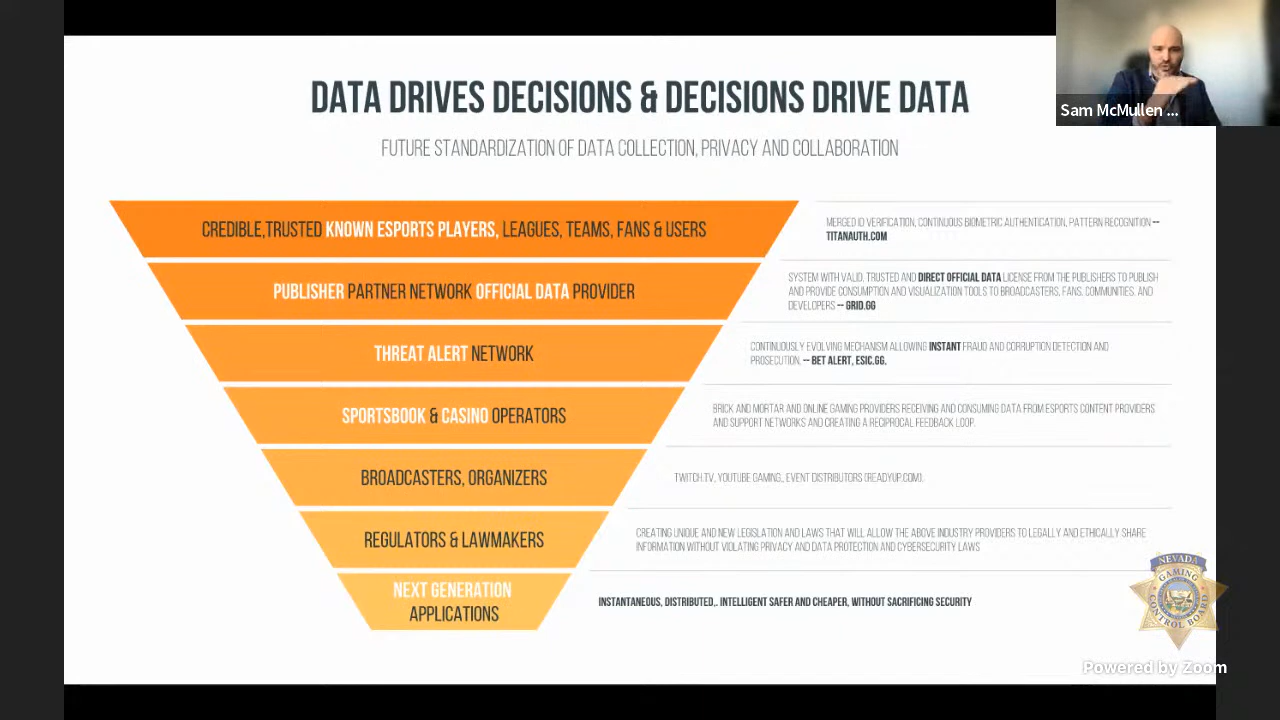 DATA DRIVES DECISIONS & DECISIONS DRIVE DATA
Sam McMullen ...
FUTURE STANDARDIZATION OF DATA COLLECTION, PRIVACY AND COLLABORATION
CREDIBLE,TRUSTED KNOWN ESPORTS PLAYERS, LEAGUES, TEAMS, FANS & USERS
MERGED ID VERIFICATION, CONTINUOUS BIOMETRIC AUTHENTICATION, PATTERN RECOGNITION --
TITANAUTH.COM
PUBLISHER PARTNER NETWORK OFFICIAL DATA PROVIDER
SYSTEM WITH VALID, TRUSTED AND DIRECT OFFICIAL DATA LICENSE FROM THE PUBLISHERS TO PUBLISH
AND PROVIDE CONSUMPTION AND VISUALIZATION TOOLS TO BROADCASTERS, FANS, COMMUNITIES, AND
DEVELOPERS -- GRID.GG
THREAT ALERT NETWORK
CONTINUOUSLY EVOLVING MECHANISM ALLOWING INSTANT FRAUD AND CORRUPTION DETECTION AND
PROSECUTION. -- BET ALERT, ESIC.GG.
SPORTSBOOK & CASINO OPERATORS
BRICK AND MORTAR AND ONLINE GAMING PROVIDERS RECEIVING AND CONSUMING DATA FROM ESPORTS CONTENT PROVIDERS
AND SUPPORT NETWORKS AND CREATING A RECIPROCAL FEEDBACK LOOP.
BROADCASTERS, ORGANIZERS
TWITCH.TV, YOUTUBE GAMING,, EVENT DISTRIBUTORS (READYUP.COM),
REGULATORS & LAWMAKERS
CREATING UNIQUE AND NEW LEGISLATION AND LAWS THAT WILL ALLOW THE ABOVE INDUSTRY PROVIDERS TO LEGALLY AND ETHICALLY SHARE
INFORMATION WITHOUT VIOLATING PRIVACY AND DATA PROTECTION AND CYBERSECURITY LAWS
NEXT GENERATION
APPLICATIONS
INSTANTANEOUS, DISTRIBUTED,. INTELLIGENT SAFER AND CHEAPER, WITHOUT SACRIFICING SECURITY
NEVADA
GAMING
CONTROL BOARD
Powered by Zoom